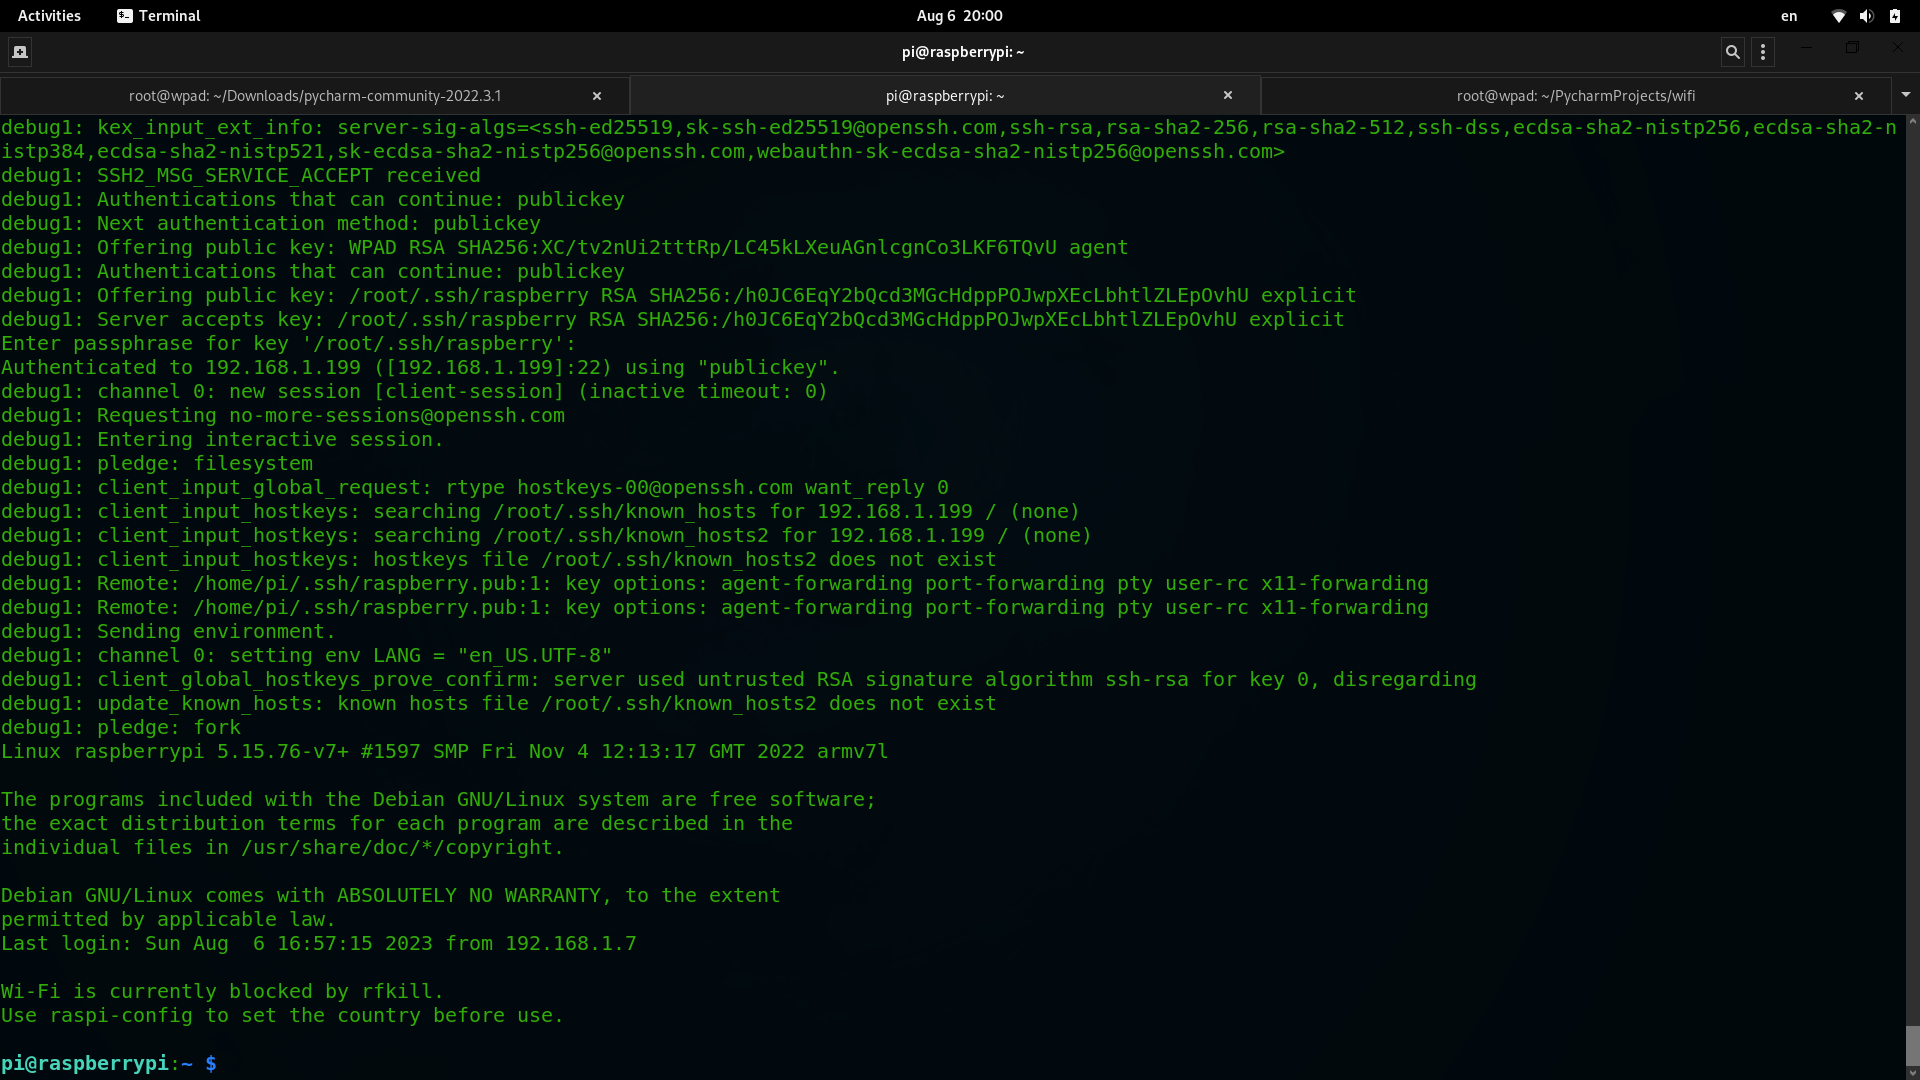 Activities
Terminal
Aug 6 20:00
en
pi@raspberrypi: ~
root@wpad: ~/Downloads/pycharm-community-2022.3.1
pi@raspberrypi: ~
root@wpad: ~/PycharmProjects/wifi
debug1: kex_input_ext_info: server-sig-algs=<ssh-ed25519,sk-ssh-ed25519@openssh.com,ssh-rsa,rsa-sha2-256,rsa-sha2-512,ssh-dss,ecdsa-sha2-nistp256,ecdsa-sha2-n
istp384,ecdsa-sha2-nistp521,sk-ecdsa-sha2-nistp256@openssh.com,webauthn-sk-ecdsa-sha2-nistp256@openssh.com>
debug1: SSH2_MSG_SERVICE_ACCEPT received
debug1: Authentications that can continue: publickey
debug1: Next authentication method: publickey
debug1: Offering public key: WPAD RSA SHA256:XC/tv2nUi2tttRp/LC45kLXeuAGnlcgnCo3LKF6TQvU agent
debug1: Authentications that can continue: publickey
debug1: Offering public key: /root/.ssh/raspberry RSA SHA256:/h0JC6EqY2bQcd3MGcHdppPOJwpXEcLbhtlZLEpOvhU explicit
debug1: Server accepts key: /root/.ssh/raspberry RSA SHA256:/h0JC6EqY2bQcd3MGcHdppPOJwpXEcLbhtlZLEpOvhU explicit
Enter passphrase for key '/root/.ssh/raspberry':
Authenticated to 192.168.1.199 ([192.168.1.199]:22) using "publickey".
debug1: channel 0: new session [client-session] (inactive timeout: 0)
debug1: Requesting no-more-sessions@openssh.com
debug1: Entering interactive session.
debug1: pledge: filesystem
debug1: client_input_global_request: rtype hostkeys-00@openssh.com want_reply 0
debug1: client_input_hostkeys: searching /root/.ssh/known_hosts for 192.168.1.199 / (none)
debug1: client_input_hostkeys: searching /root/.ssh/known_hosts2 for 192.168.1.199 / (none)
debug1: client_input_hostkeys: hostkeys file /root/.ssh/known_hosts2 does not exist
debug1: Remote: /home/pi/.ssh/raspberry.pub:1: key options: agent-forwarding port-forwarding pty user-rc x11-forwarding
debug1: Remote: /home/pi/.ssh/raspberry.pub:1: key options: agent-forwarding port-forwarding pty user-rc x11-forwarding
debug1: Sending environment.
debug1: channel 0: setting env LANG = "en_US.UTF-8"
debug1: client_global_hostkeys_prove_confirm: server used untrusted RSA signature algorithm ssh-rsa for key 0, disregarding
debug1: update_known_hosts: known hosts file /root/.ssh/known_hosts2 does not exist
debug1: pledge: fork
Linux raspberrypi 5.15.76-v7+ #1597 SMP Fri Nov 4 12:13:17 GMT 2022 armv7l
The programs included with the Debian GNU/Linux system are free software;
the exact distribution terms for each program are described in the
individual files in /usr/share/doc/*/copyright.
Debian GNU/Linux comes with ABSOLUTELY NO WARRANTY, to the extent
permitted by applicable law.
Last login: Sun Aug  6 16:57:15 2023 from 192.168.1.7
Wi-Fi is currently blocked by rfkill.
Use raspi-config to set the country before use.
pi@raspberrypi:~ $